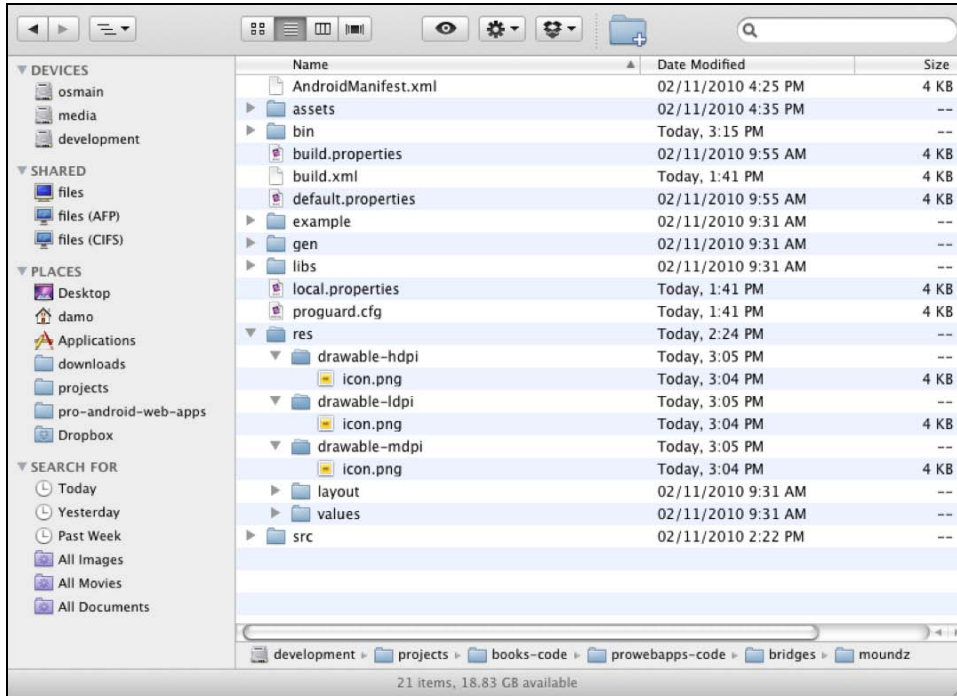 DEVICES
osmain
media
development
SHARED
files
files (AFP)
files (CIFS)
PLACES
Desktop
damo
Applications
downloads
projects
pro-android-web-apps
Dropbox
SEARCH FOR
Today
Yesterday
Past Week
All Images
All Movies
All Documents
Name Date Modified Size
AndroidManifest.xml 02/11/2010 4:25 PM 4 KB
assets 02/11/2010 4:35 PM --
bin Today, 3:15 PM --
build.properties 02/11/2010 9:55 AM 4 KB
build.xml Today, 1:41 PM 4 KB
default.properties 02/11/2010 9:55 AM 4 KB
example 02/11/2010 9:31 AM --
gen 02/11/2010 9:31 AM --
libs 02/11/2010 9:31 AM --
local.properties Today, 1:41 PM 4 KB
proguard.cfg Today, 1:41 PM 4 KB
res Today, 2:24 PM --
drawable-hdpi Today, 3:05 PM --
icon.png Today, 3:04 PM 4 KB
drawable-ldpi Today, 3:05 PM --
icon.png Today, 3:04 PM 4 KB
drawable-mdpi Today, 3:05 PM --
icon.png Today, 3:04 PM 4 KB
layout 02/11/2010 9:31 AM --
values 02/11/2010 9:31 AM --
src 02/11/2010 2:22 PM --
development projects books-code prowebapps-code bridges moundz
21 items, 18.83 GB available